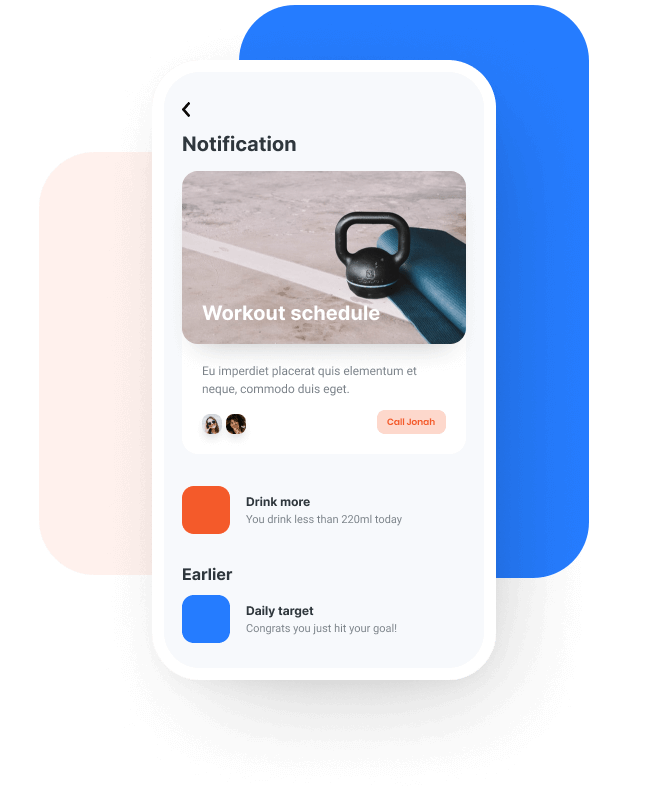 Notification
Workout schedule
Eu imperdiet placerat quis elementum et
neque, commodo duis eget.
Call Jonah
Drink more
You drink less than 220ml today
Earlier
Daily target
Congrats you just hit your goal!